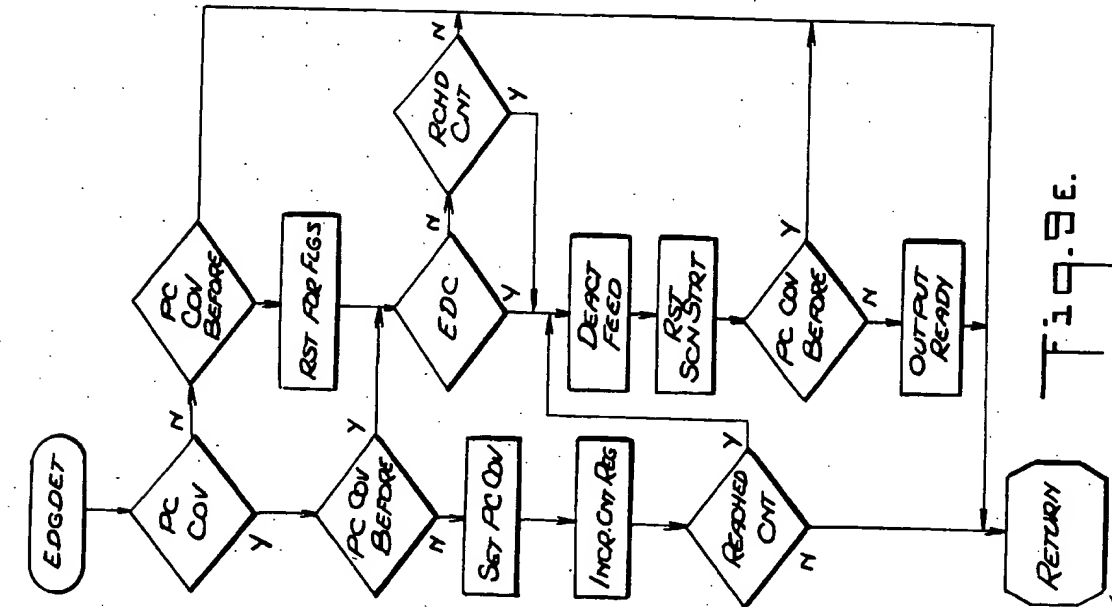 EDGDET
PC
COV
N
Y
PC
COV
BEFORE
RST FOR FLGS
PC COV
BEFORE
Y
N
EDC
N
Y
RCHD
CNT
N
Y
SET PC COV
INCR.CNT REG
REACHED
CNT
Y
N
DEACT
FEED
RST
SCN-STRT
PC COV
BEFORE
Y
N
OUTPUT
READY
RETURN
Fig. 9E.